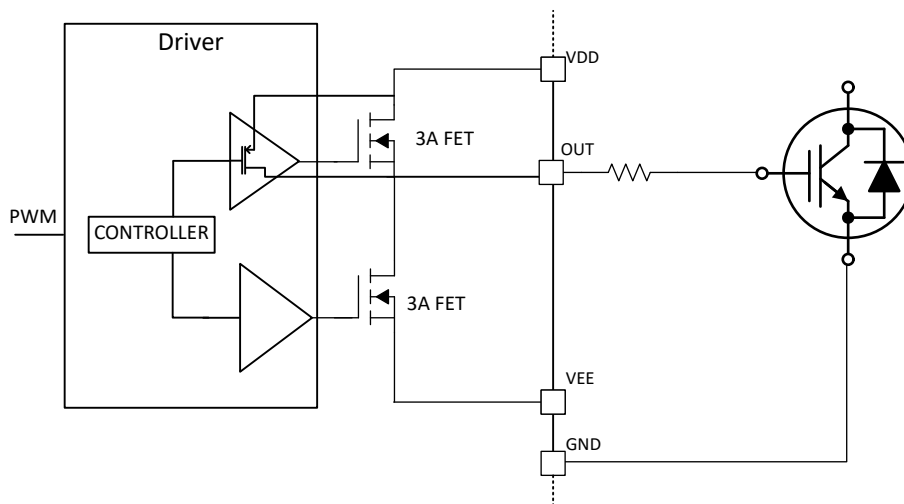 Driver
VDD
3A FET
OUT
PWM
CONTROLLER
3A FET
VEE
GND